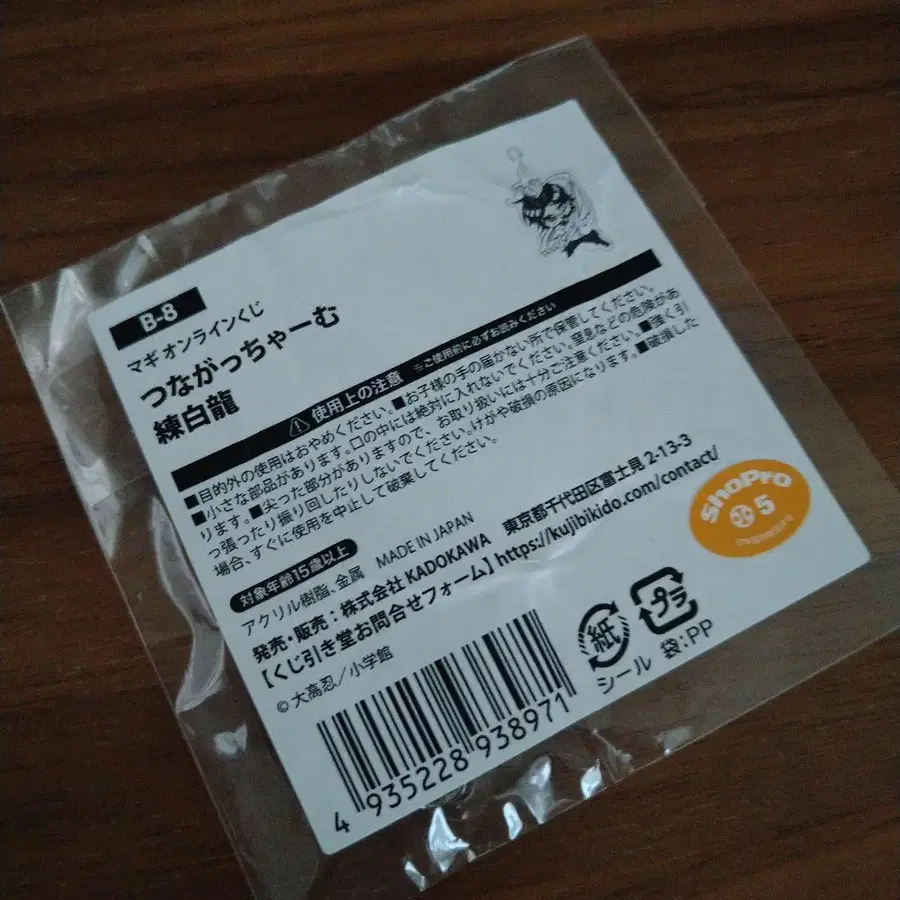 B-8
マギ オンラインくじ
つながっちゃーむ
練白龍
使用上の注意 ※ご使用前に必ずお読みください
■目的外の使用はおやめください。■お子様の手の届かない所で保管してください。
■小さな部品があります。口の中には絶対に入れないでください。窒息などの危険があ
ります。■尖った部分がありますので、お取り扱いには十分ご注意ください。■強く引
っ張ったり振り回したりしないでください。けがや破損の原因になります。■破損した
場合、すぐに使用を中止して破棄してください。
対象年齢15歳以上
アクリル樹脂、金属 MADE IN JAPAN
発売・販売:株式会社 KADOKAWA 東京都千代田区富士見 2-13-3
【くじ引き堂お問合せフォーム】https://kujibikido.com/contact/
©大高忍/小学館
ShoPro
5
紙
シール
プラ
袋:PP
4 935228 938971